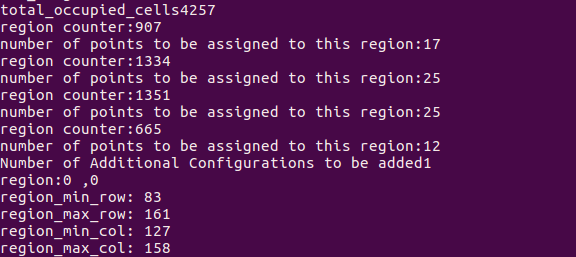 total_occupied_cells4257
region counter:907
number of points to be assigned to this region:17
region counter:1334
number of points to be assigned to this region:25
region counter:1351
number of points to be assigned to this region:25
region counter:665
number of points to be assigned to this region:12
Number of Additional Configurations to be added1
region:0 ,0
region_min_row: 83
region_max_row: 161
region_min_col: 127
region_max_col: 158